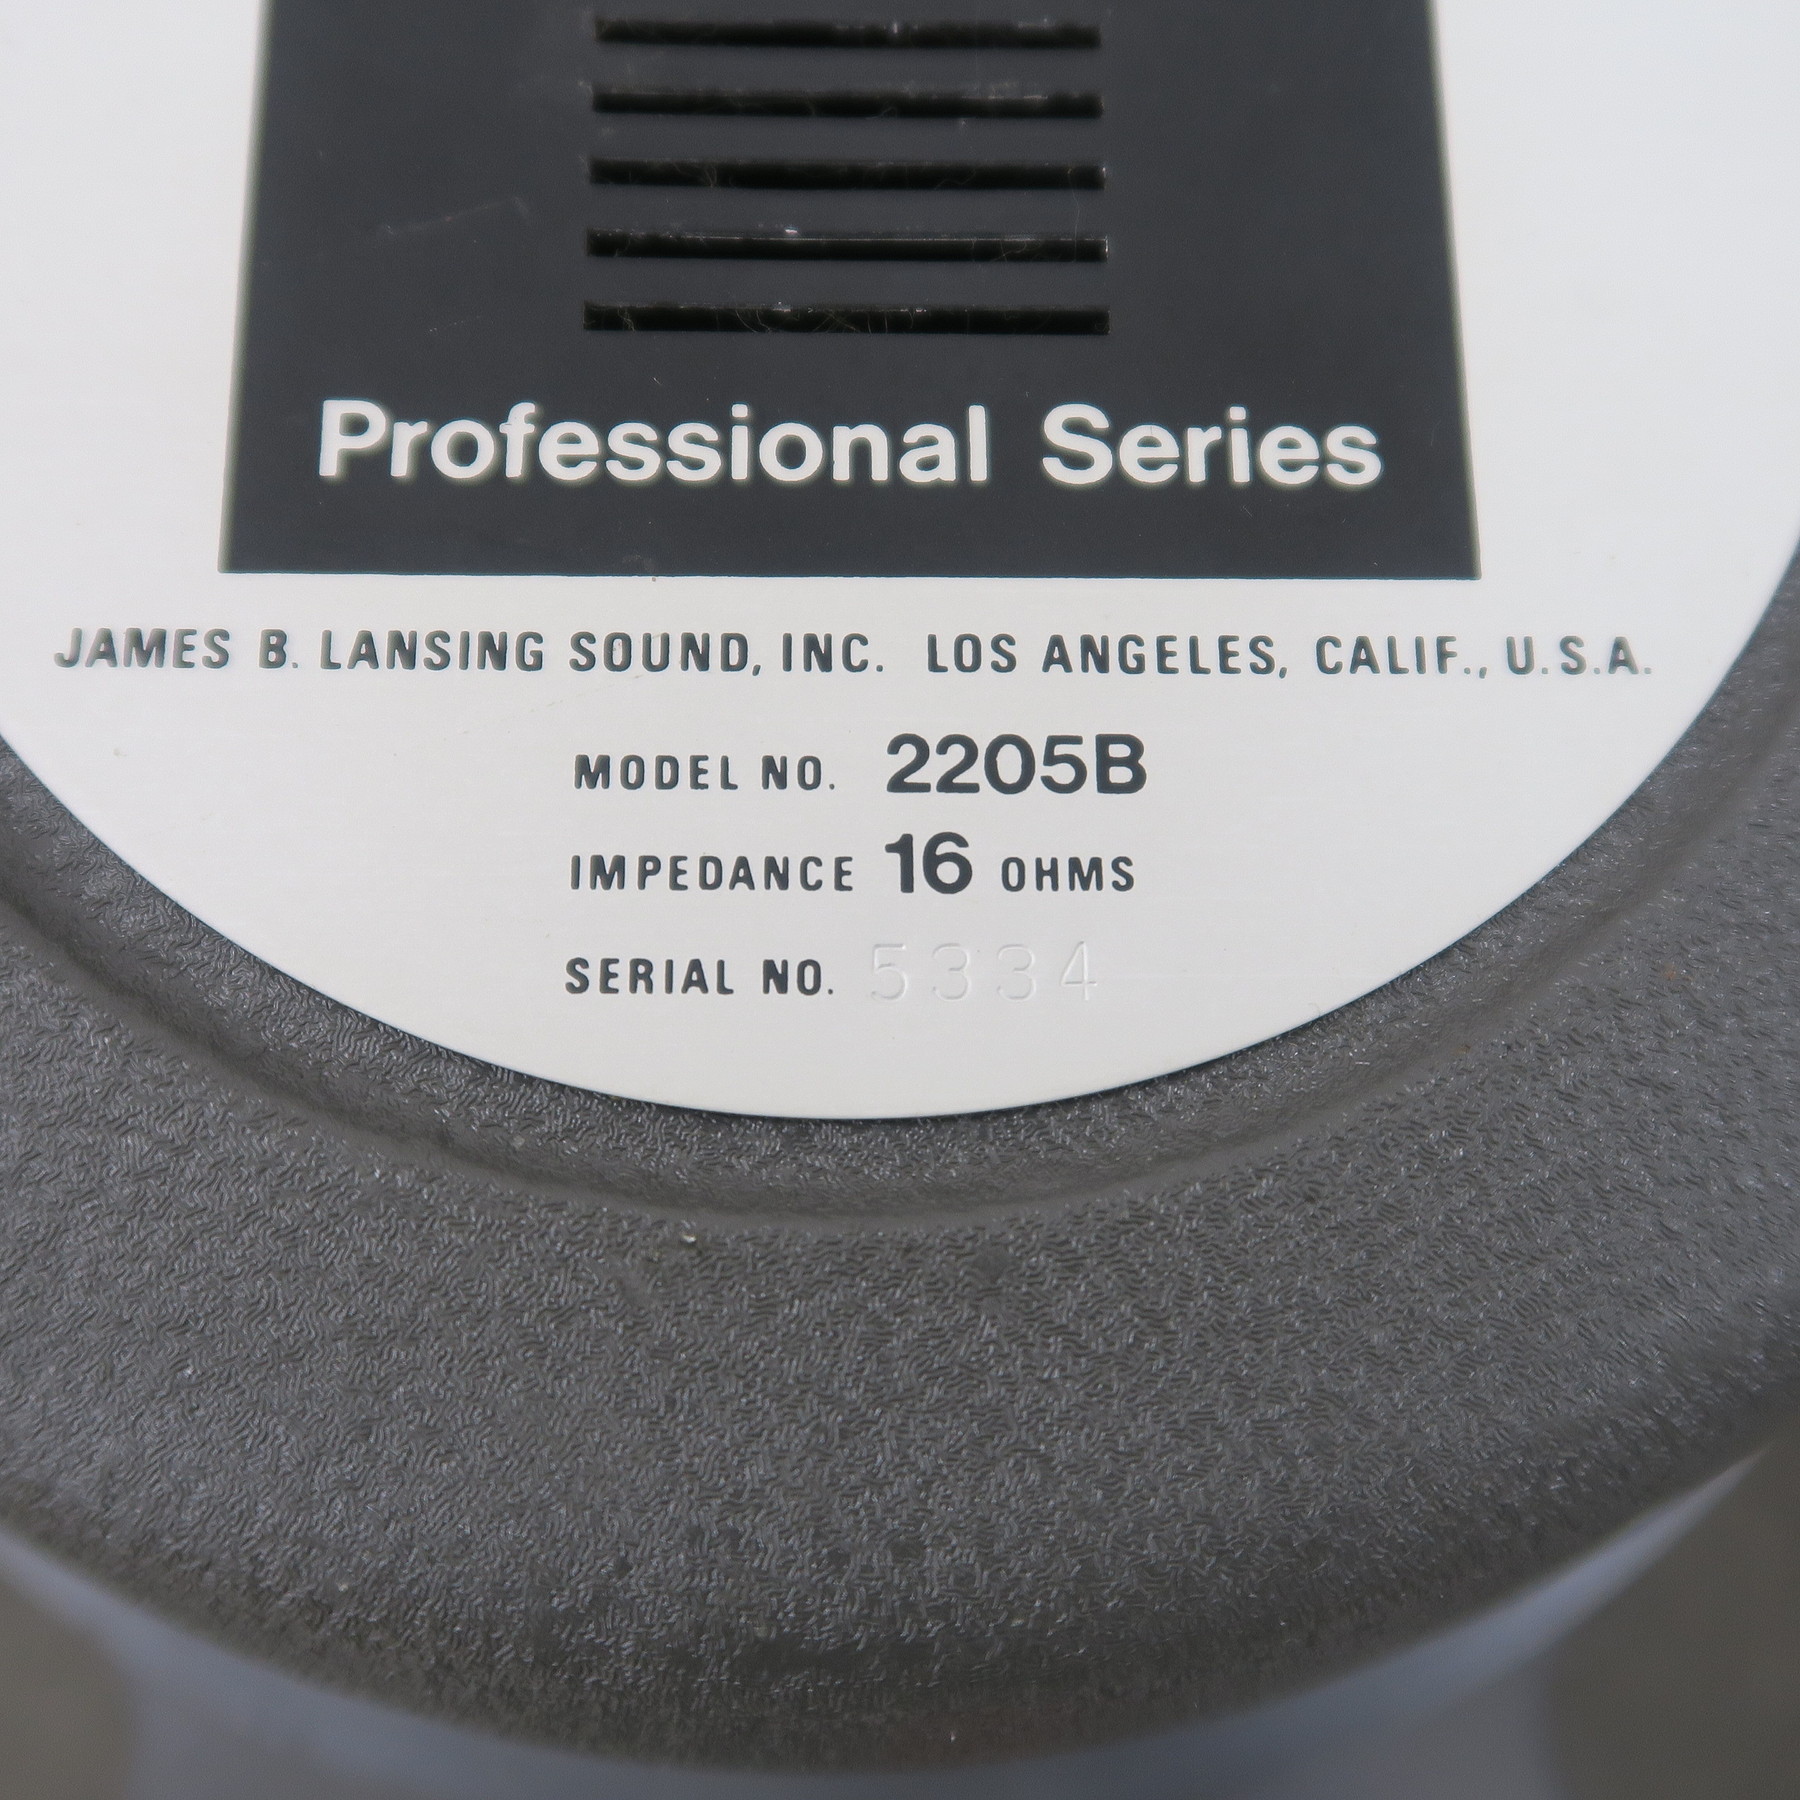 Professional Series
JAMES B. LANSING SOUND, INC. LOS ANGELES, CALIF., U.S.A.
MODEL NO. 2205B
IMPEDANCE 16 OHMS
SERIAL NO. 5334